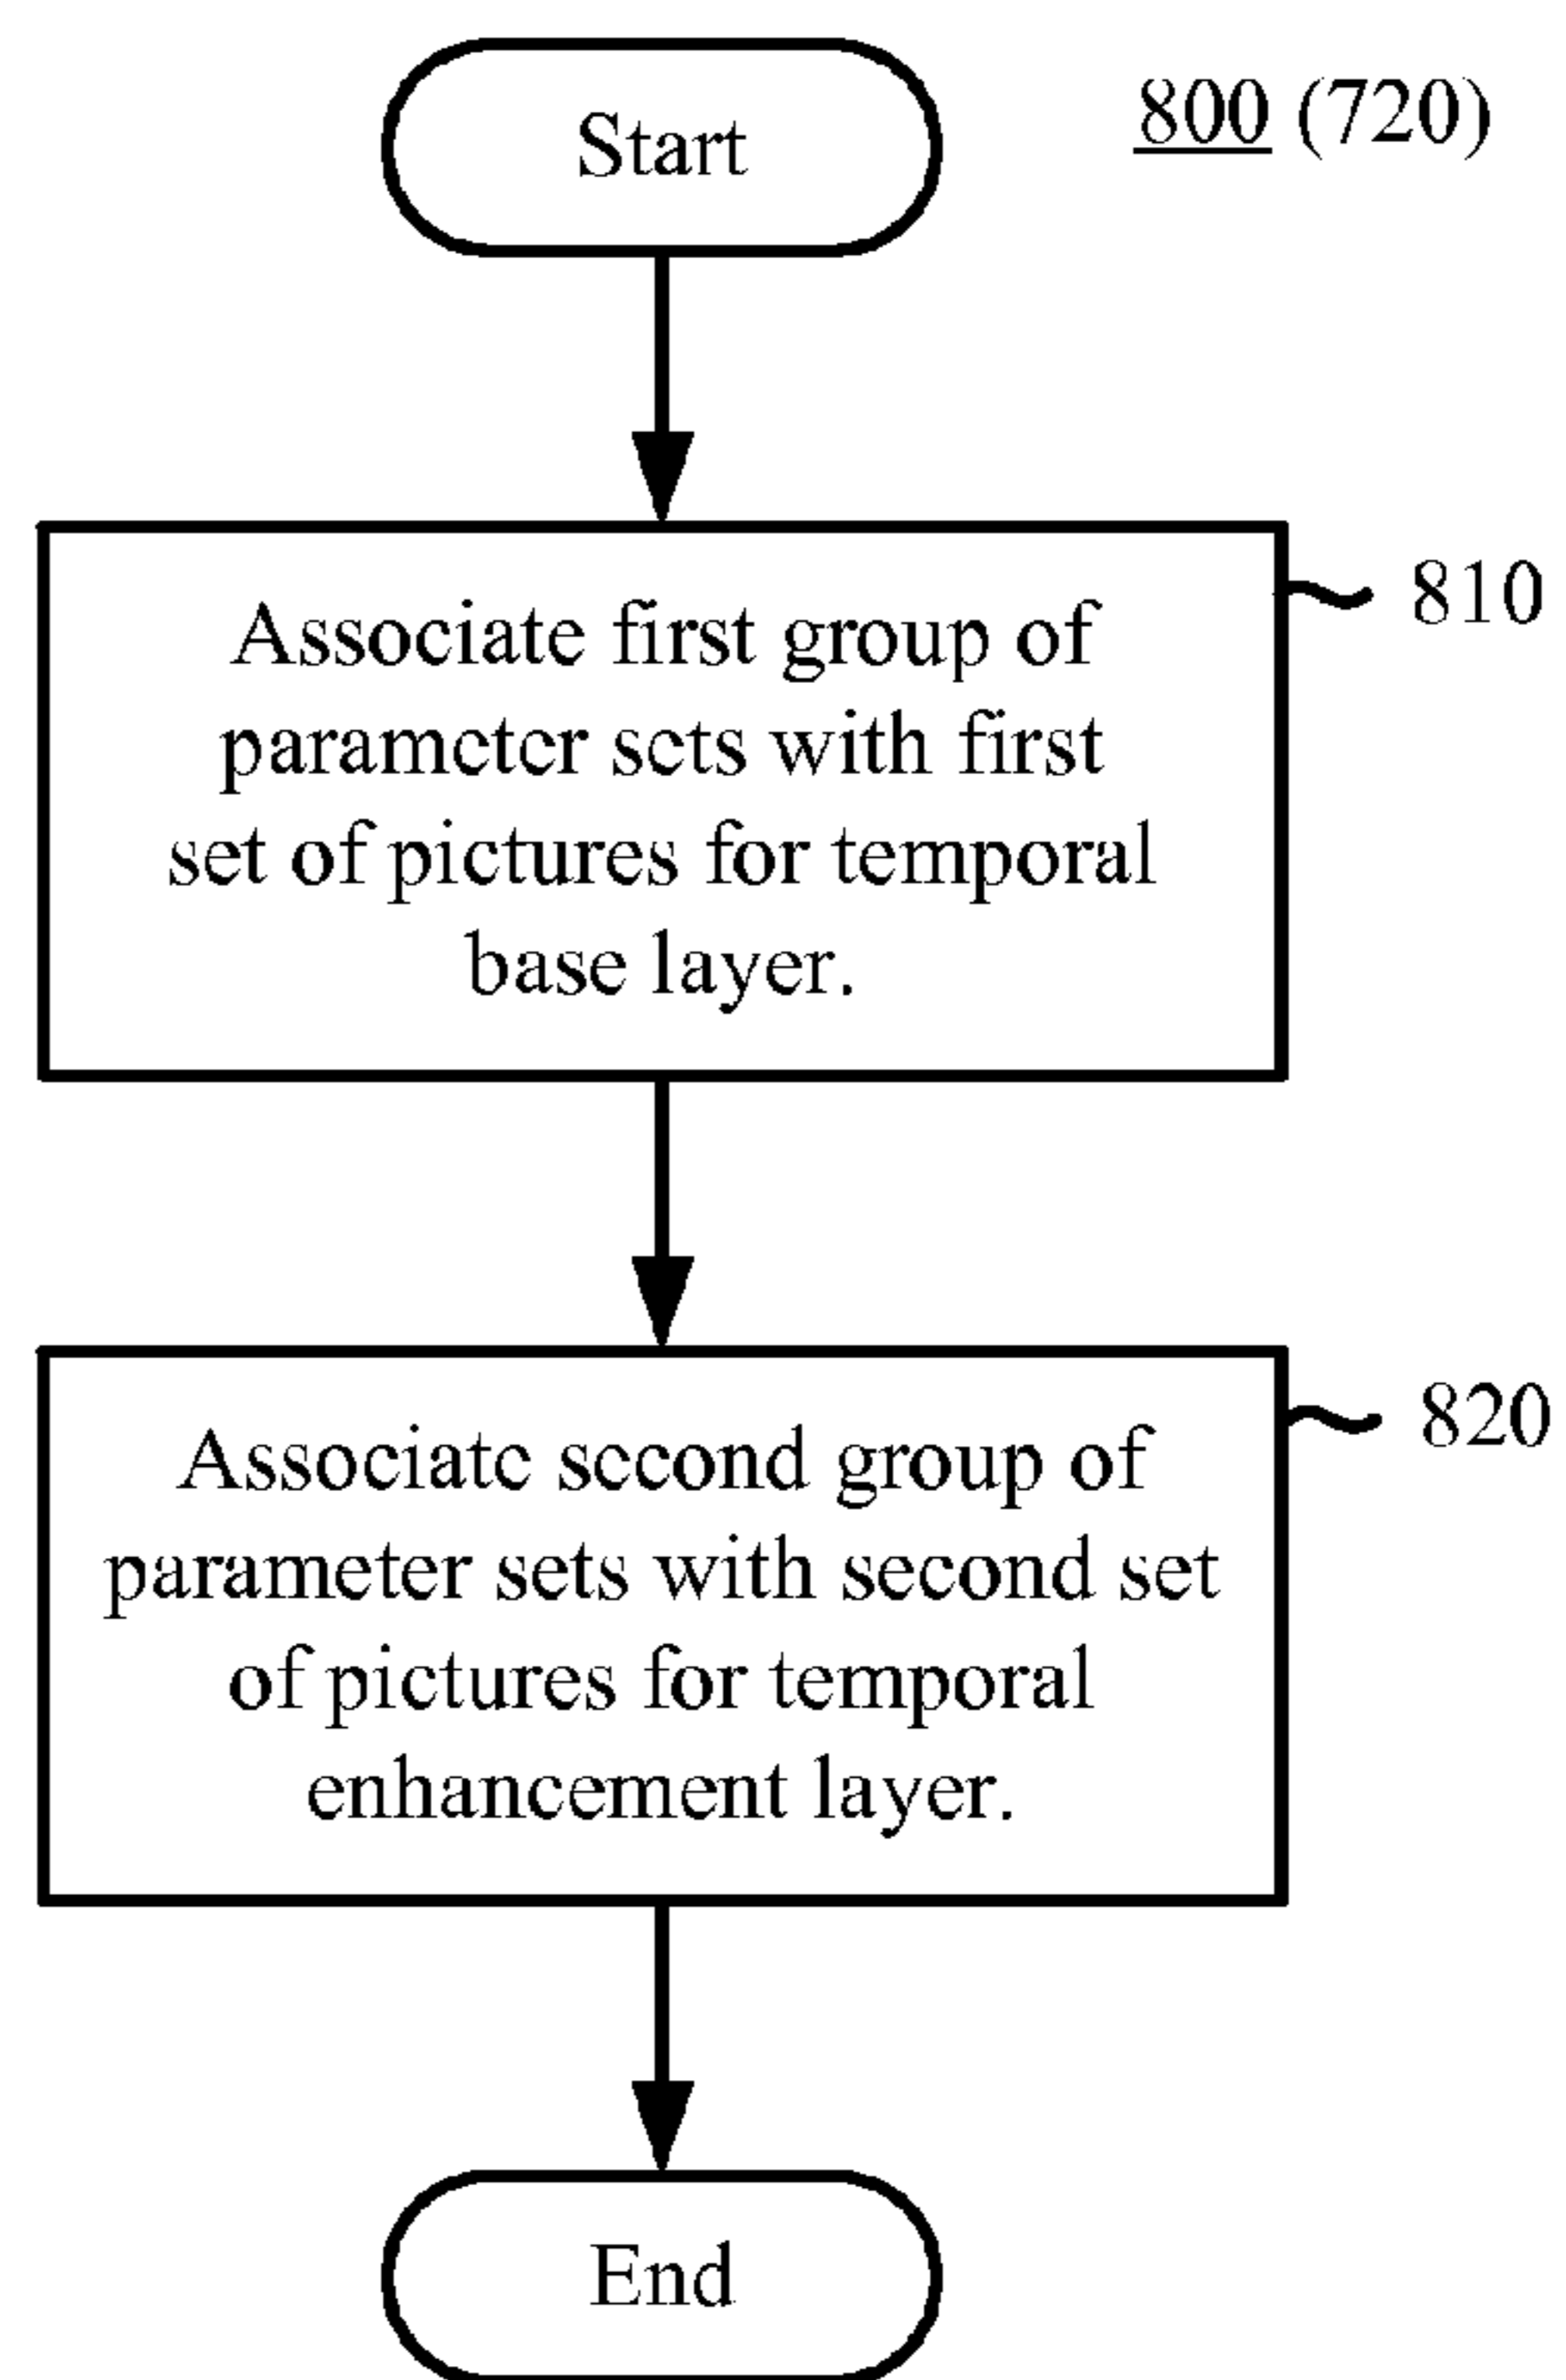 Start
800 (720)
810
Associate first group of
parameter sets with first
set of pictures for temporal
base layer.
820
Associate second group of
parameter sets with second set
of pictures for temporal
enhancement layer.
End